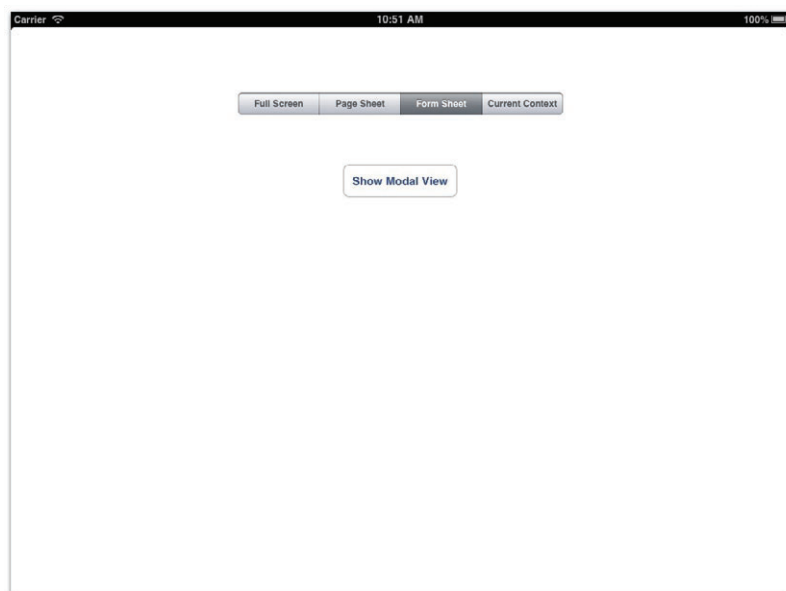 Carrier 10:51 AM 100%
Full Screen Page Sheet Form Sheet Current Context
Show Modal View